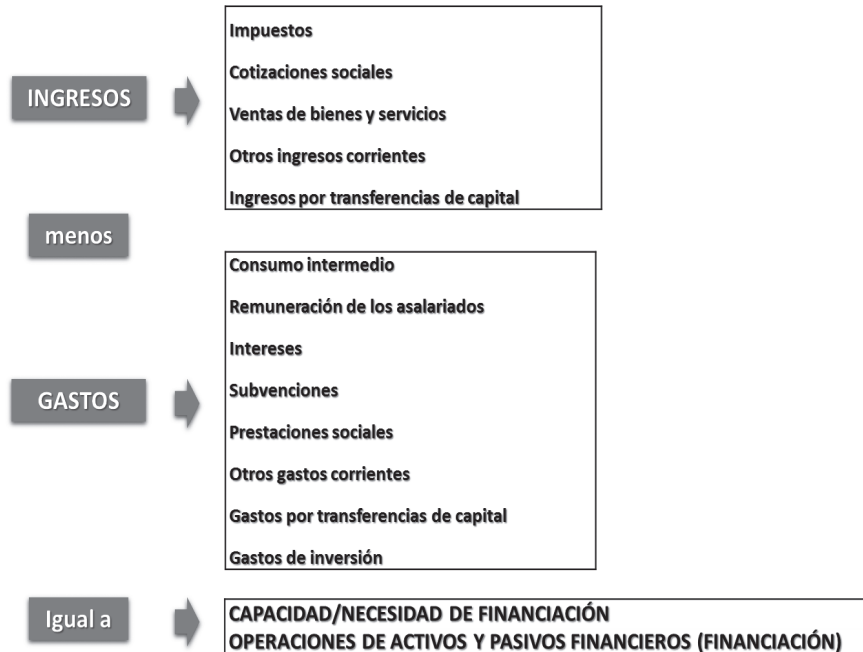 INGRESOS
Impuestos
Cotizaciones sociales
Ventas de bienes y servicios
Otros ingresos corrientes
Ingresos por transferencias de capital
menos
GASTOS
Consumo intermedio
Remuneración de los asalariados
Intereses
Subvenciones
Prestaciones sociales
Otros gastos corrientes
Gastos por transferencias de capital
Gastos de inversión
Igual a
CAPACIDAD/NECESIDAD DE FINANCIACIÓN
OPERACIONES DE ACTIVOS Y PASIVOS FINANCIEROS (FINANCIACIÓN)